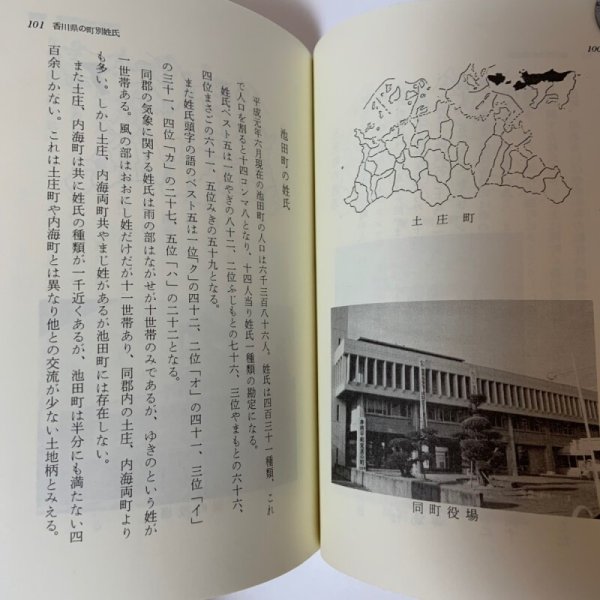 100
土庄町
同町役場
101 香川県の町別姓氏
池田町の姓氏
平成元年六月現在の池田町の人口は六千三百八十六人。姓氏は四百三十一種類、これ
で人口を割ると十四コンマ八となり、十四人当り姓氏一種類の勘定になる。
姓氏ベスト五は一位やぎの八十二、二位ふじもとの七十六、三位やまもとの六十六、
四位まさごの六十一、五位みきの五十九となる。
また姓氏頭字の語のベスト五は一位「ク」の四十二、二位「オ」の四十一、三位「イ」
の三十一、四位「カ」の二十七、五位「ハ」の二十二となる。
同郡の気象に関する姓氏は雨の部はながせが十世帯のみであるが、ゆきのという姓が
一世帯ある。風の部はおおにし姓だけだが十一世帯あり、同郡内の土庄、内海両町より
も多い。しかし土庄、内海両町共やまじ姓があるが池田町には存在しない。
また土庄、内海町は共に姓氏の種類が一千近くあるが、池田町は半分にも満たない四
百余しかない。これは土庄町や内海町とは異なり他との交流が少ない土地柄とみえる。